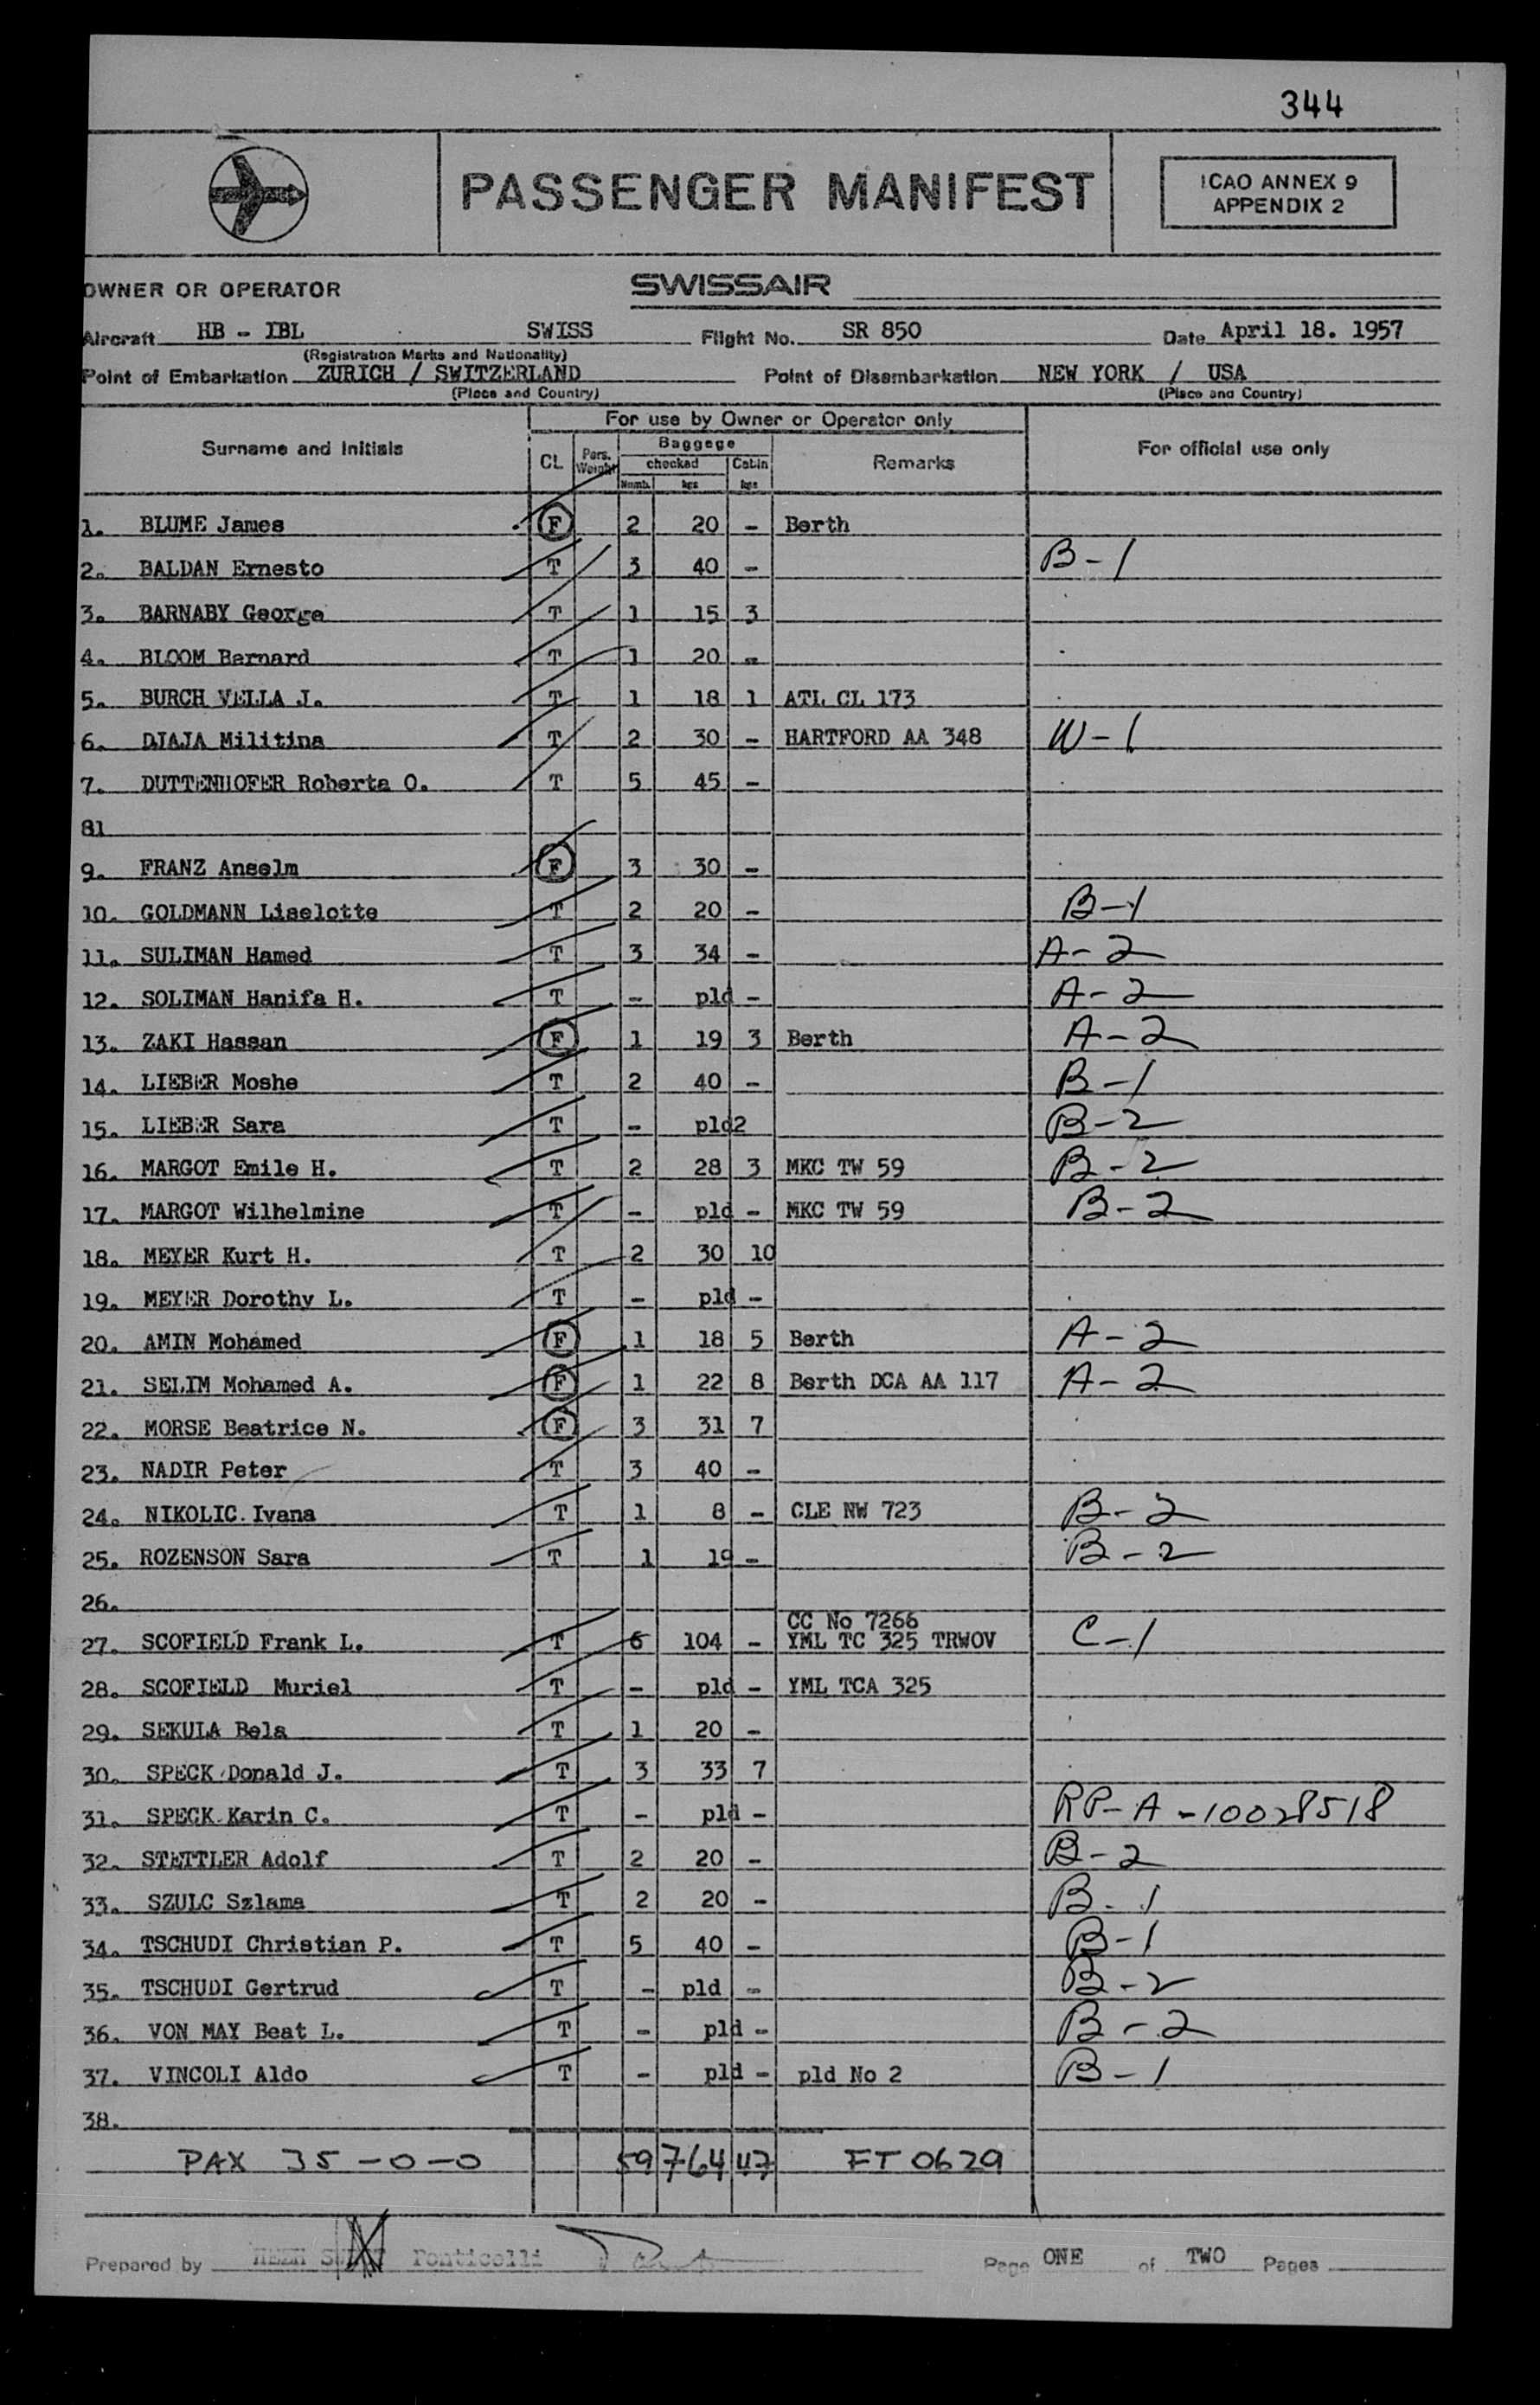 344
PASSENGER MANIFEST
ICAO ANNEX 9
APPENDIX 2
OWNER OR OPERATOR SWISSAIR
Aircraft HB - IBL SWISS Flight No. SR 850 Date April 18. 1957
(Registration Marks and Nationality)
Point of Embarkation ZURICH / SWITZERLAND Point of Disembarkation NEW YORK / USA
(Place and Country) (Place and Country)
For use by Owner or Operator only
Surname and Initials CL Pers. Weight Baggage Remarks For official use only
checked Cabin
Numb. kgs kgs
1. BLUME James F 2 20 - Berth
2. BALDAN Ernesto T 3 40 - B-1
3. BARNABY George T 1 15 3
4. BLOOM Bernard T 1 20 -
5. BURCH VELLA J. T 1 18 1 ATL CL 173
6. DJAJA Militina T 2 30 - HARTFORD AA 348 W-1
7. DUTTENHOFER Roberta O. T 5 45 -
81
9. FRANZ Anselm F 3 30 -
10. GOLDMANN Liselotte T 2 20 - B-1
11. SULIMAN Hamed T 3 34 - A-2
12. SOLIMAN Hanifa H. T - pld - A-2
13. ZAKI Hassan F 1 19 3 Berth A-2
14. LIEBER Moshe T 2 40 - B-1
15. LIEBER Sara T - pld2 B-2
16. MARGOT Emile H. T 2 28 3 MKC TW 59 B-2
17. MARGOT Wilhelmine T - pld - MKC TW 59 B-2
18. MEYER Kurt H. T 2 30 10
19. MEYER Dorothy L. T - pld -
20. AMIN Mohamed F 1 18 5 Berth A-2
21. SELIM Mohamed A. F 1 22 8 Berth DCA AA 117 A-2
22. MORSE Beatrice N. F 3 31 7
23. NADIR Peter T 3 40 -
24. NIKOLIC Ivana T 1 8 - CLE NW 723 B-2
25. ROZENSON Sara T 1 19 - B-2
26.
CC No 7266
27. SCOFIELD Frank L. T 6 104 - YML TC 325 TRWOV C-1
28. SCOFIELD Muriel T - pld - YML TCA 325
29. SEKULA Bela T 1 20 -
30. SPECK Donald J. T 3 33 7
31. SPECK Karin C. T - pld - RP-A-10028518
32. STETTLER Adolf T 2 20 - B-2
33. SZULC Szlama T 2 20 - B-1
34. TSCHUDI Christian P. T 5 40 - B-1
35. TSCHUDI Gertrud T - pld - B-2
36. VON MAY Beat L. T - pld - B-2
37. VINCOLI Aldo T - pld - pld No 2 B-1
38.
PAX 35-0-0 59 764 47 FT 0629
Prepared by Ponticelli Page ONE of TWO Pages